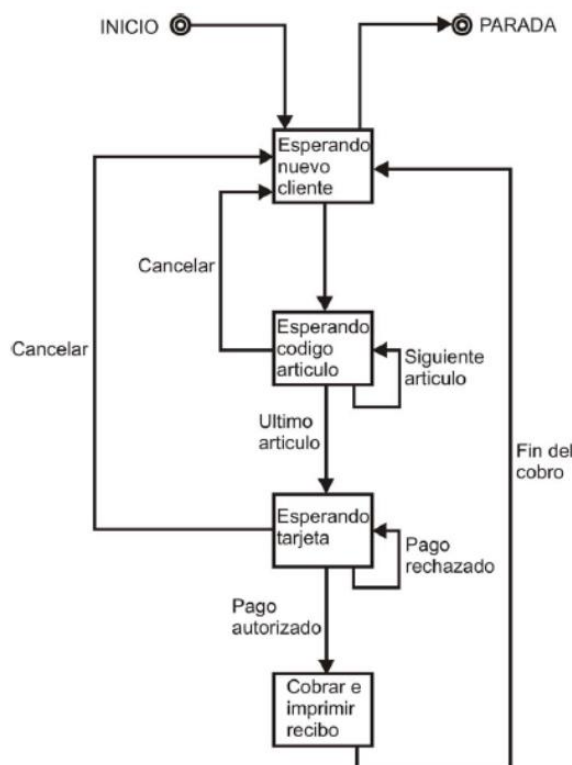 INICIO
PARADA
Esperando
nuevo
cliente
Cancelar
Esperando
codigo
articulo
Siguiente
articulo
Cancelar
Ultimo
articulo
Fin del
cobro
Esperando
tarjeta
Pago
rechazado
Pago
autorizado
Cobrar e
imprimir
recibo